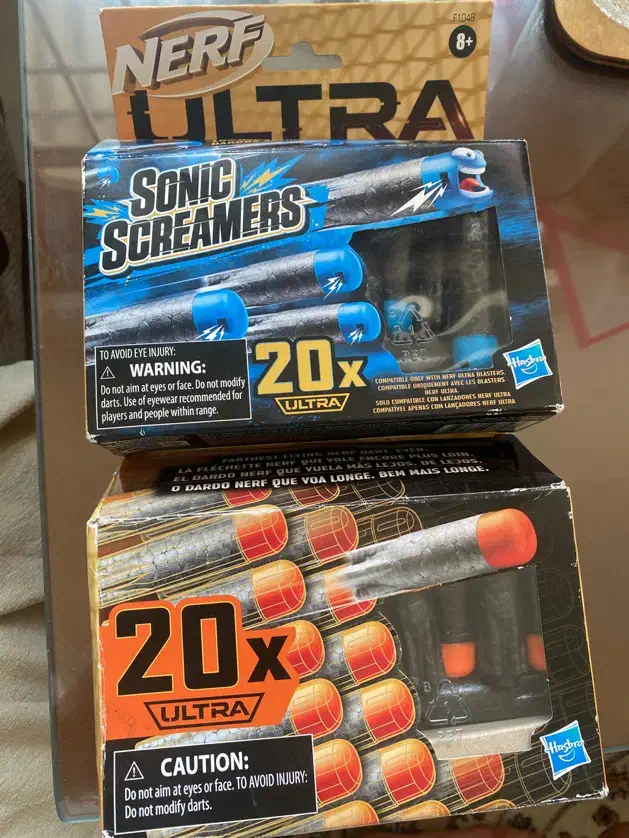 F1048
NERF
8+
ULTRA
SONIC
SCREAMERS
TO AVOID EYE INJURY:
WARNING:
Do not aim at eyes or face. Do not modify
darts. Use of eyewear recommended for
players and people within range.
20x
ULTRA
COMPATIBLE ONLY WITH NERF ULTRA BLASTERS.
COMPATIBLE UNIQUEMENT AVEC LES BLASTERS
NERF ULTRA.
SOLO COMPATIBLE CON LANZADORES NERF ULTRA
COMPATÍVEL APENAS COM LANÇADORES NERF ULTRA
Hasbro
FARTHEST FLYING NERF DART. EVER.
LA FLÉCHETTE NERF QUI VOLE ENCORE PLUS LOIN.
EL DARDO NERF QUE VUELA MÁS LEJOS, DE LEJOS.
O DARDO NERF QUE VOA LONGE. BEM MAIS LONGE.
20x
ULTRA
CAUTION:
Do not aim at eyes or face. TO AVOID INJURY:
Do not modify darts.
Hasbro